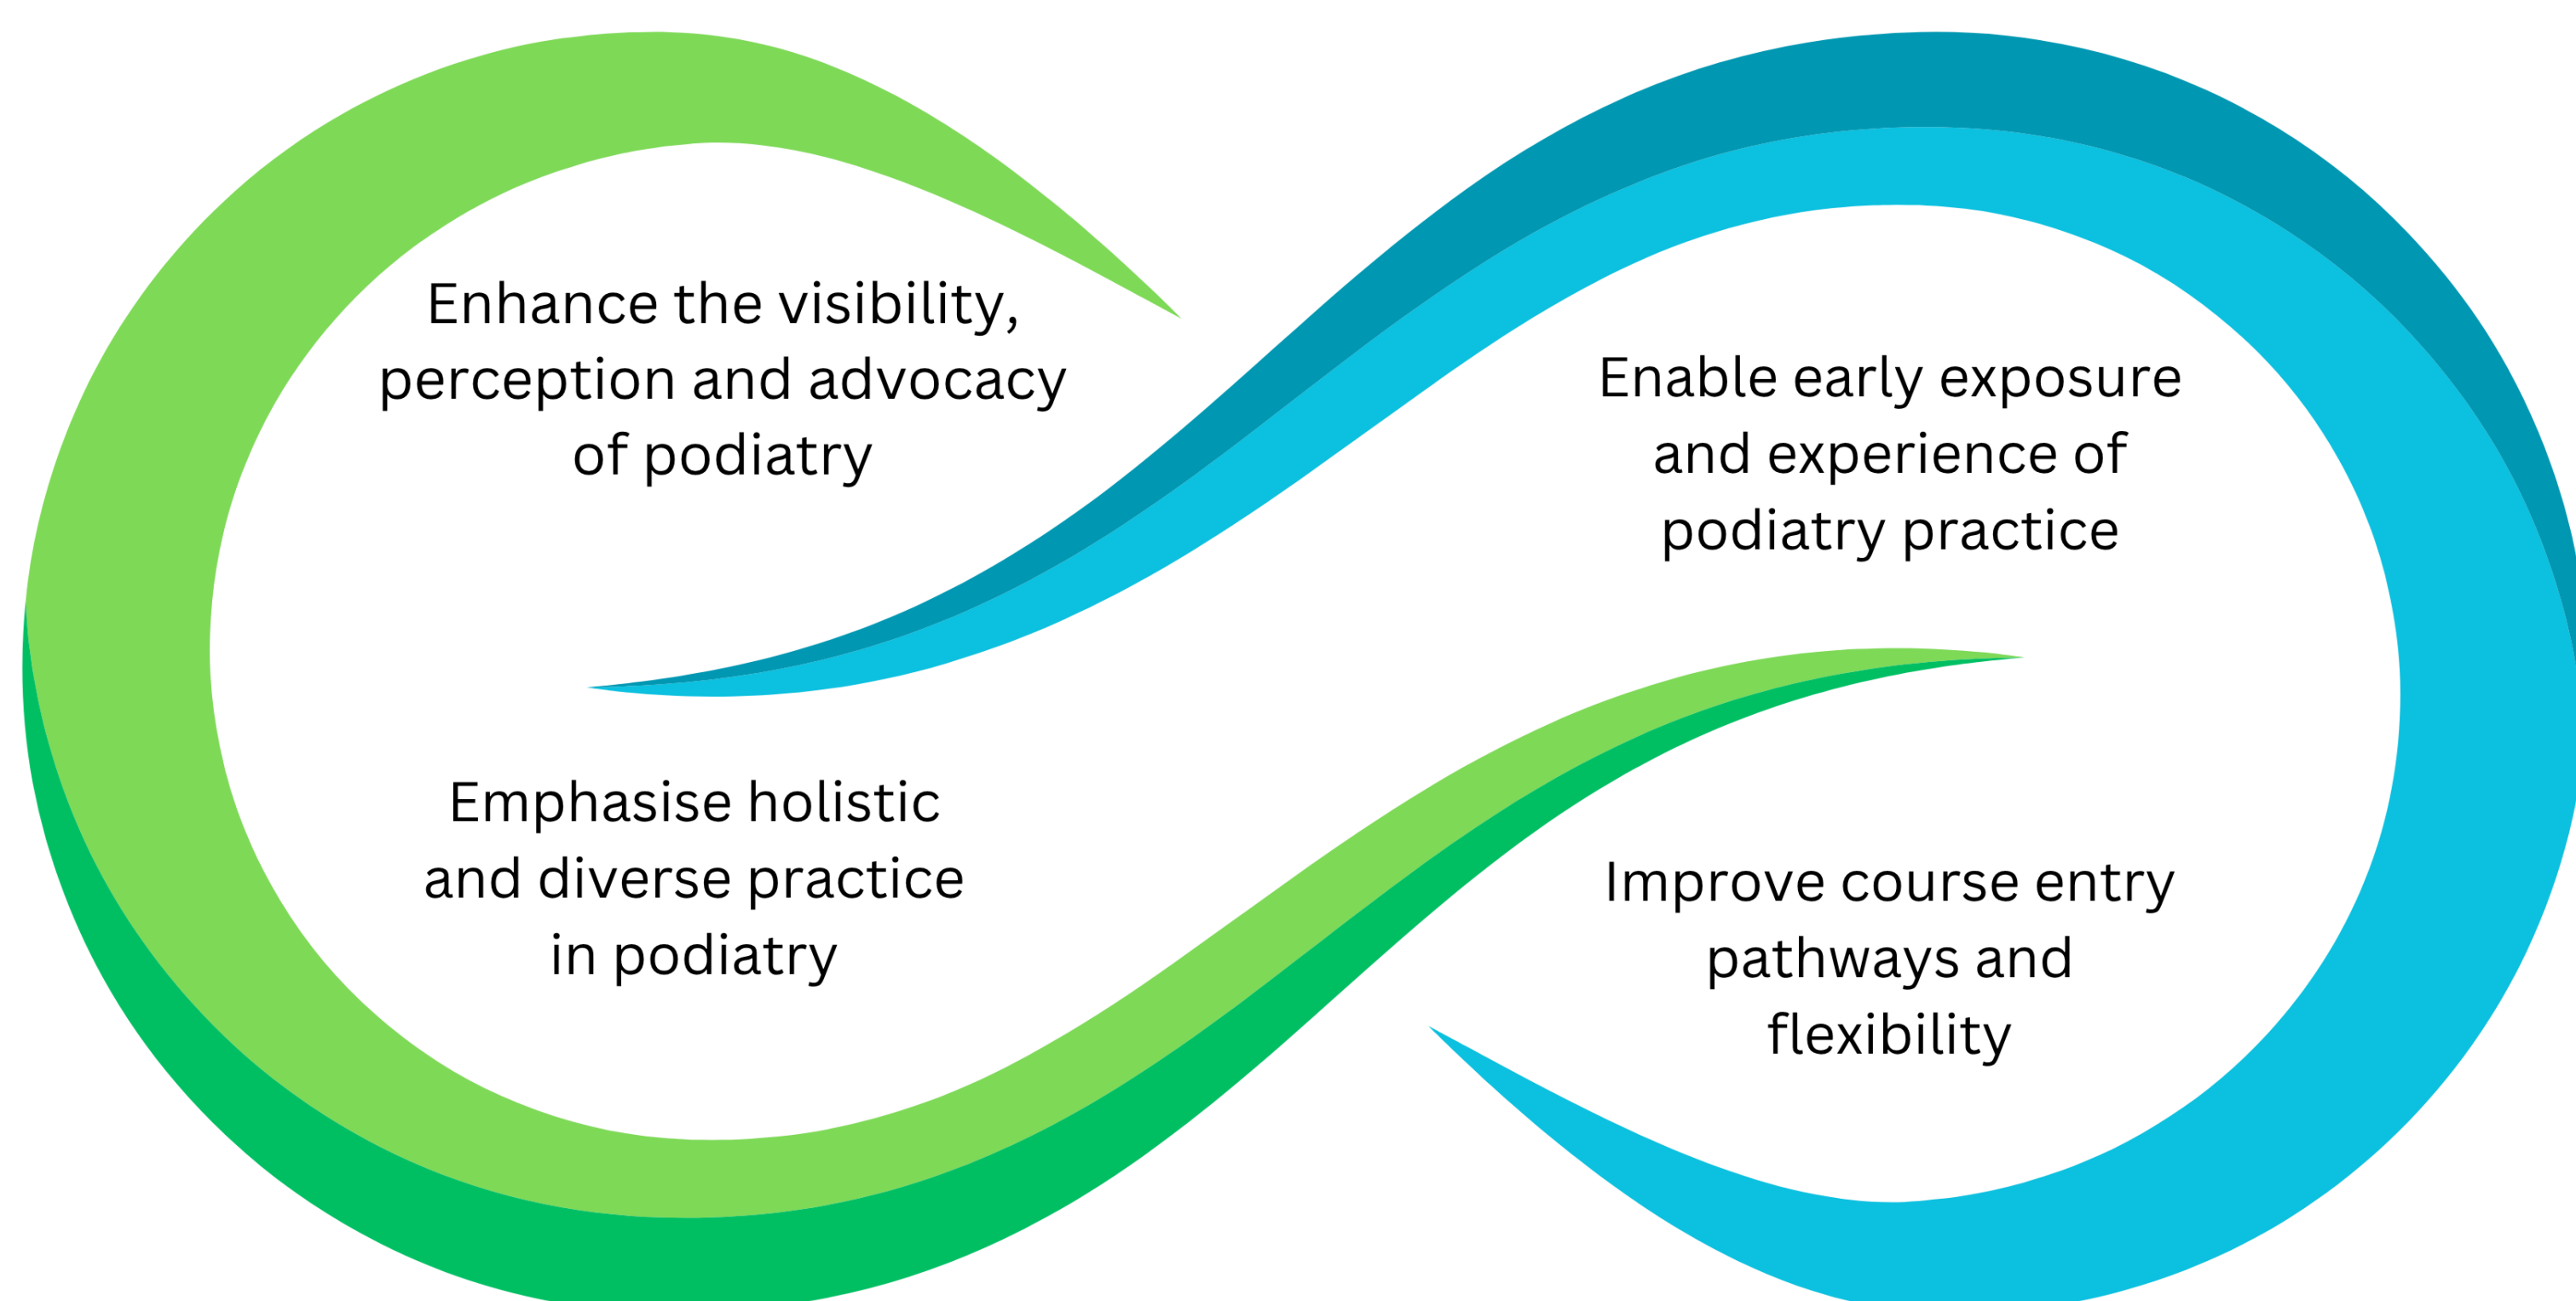 Enhance the visibility,
perception and advocacy
of podiatry
Enable early exposure
and experience of
podiatry practice
Emphasise holistic
and diverse practice
in podiatry
Improve course entry
pathways and
flexibility